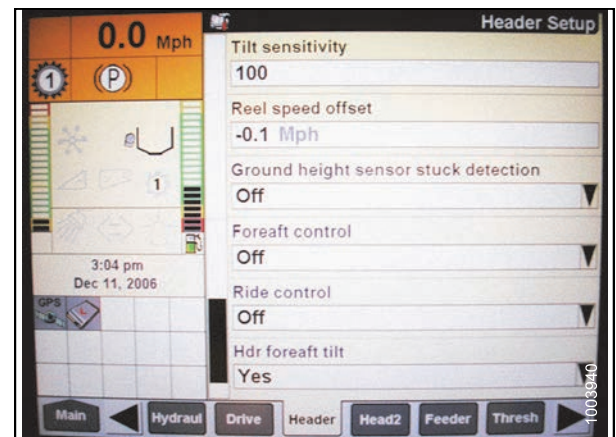 0.0 Mph
Header Setup
1
(P)
Tilt sensitivity
100
Reel speed offset
-0.1 Mph
Ground height sensor stuck detection
Off
1
Foreaft control
Off
3:04 pm
Dec 11, 2006
GPS
Ride control
Off
Hdr foreaft tilt
Yes
Main
Hydraul
Drive
Header
Head2
Feeder
Thresh
1003940